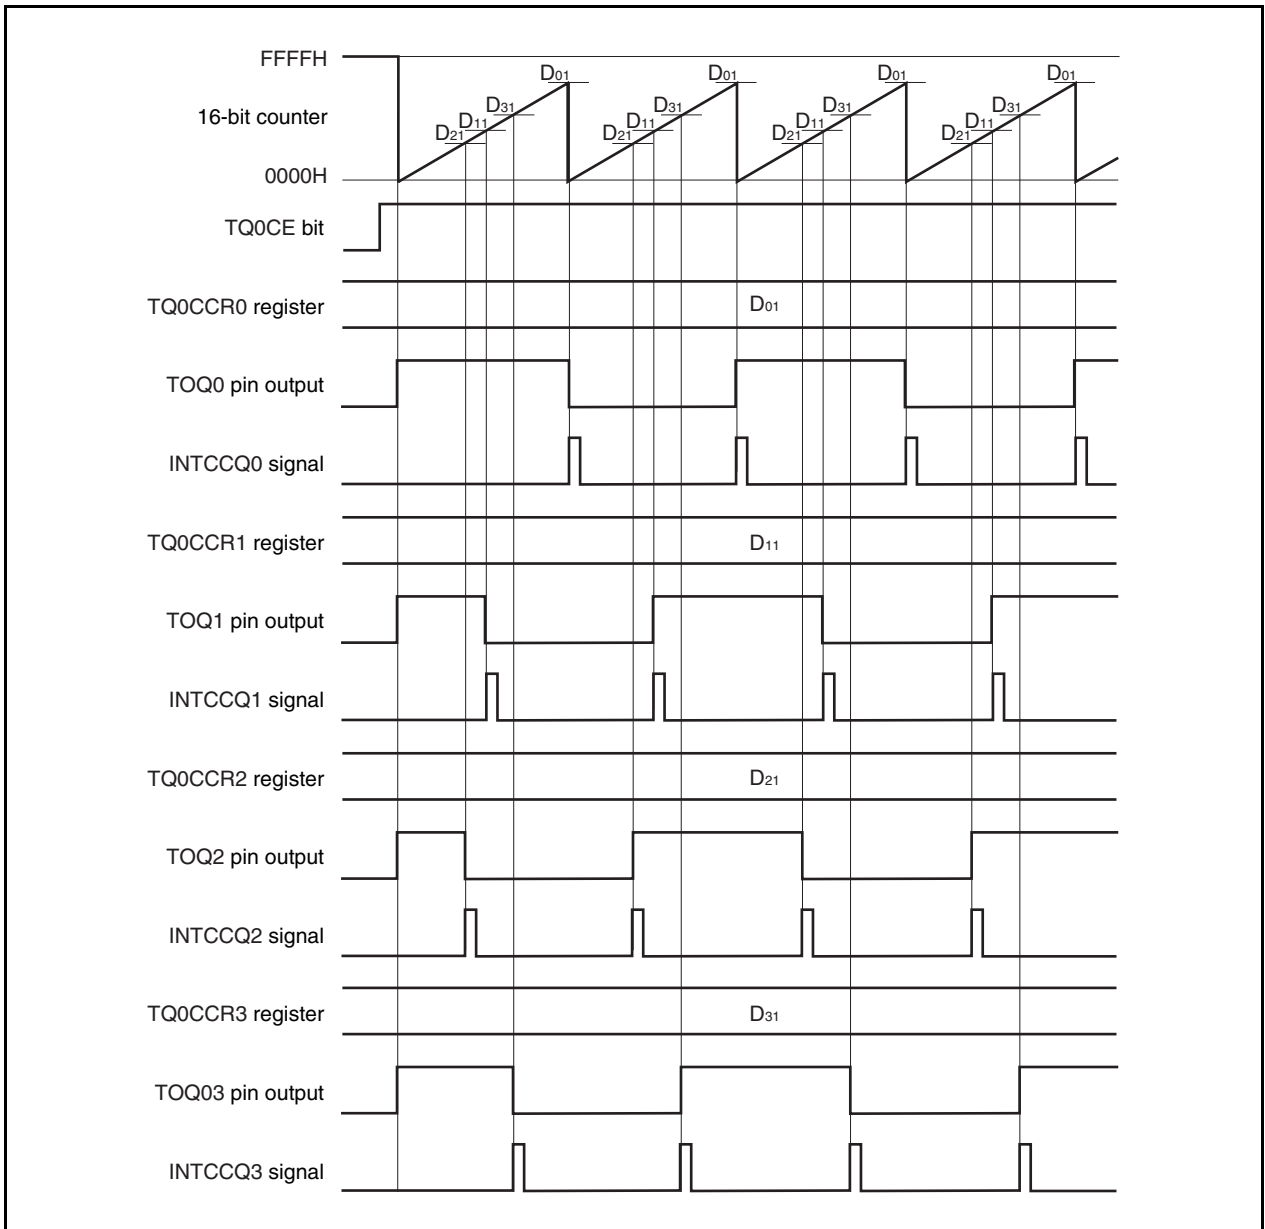 FFFFH
16-bit counter
0000H
D01 D01 D01 D01
D31 D31 D31 D31
D11 D11 D11 D11
D21 D21 D21 D21
TQ0CE bit
TQ0CCR0 register
D01
TOQ0 pin output
INTCCQ0 signal
TQ0CCR1 register
D11
TOQ1 pin output
INTCCQ1 signal
TQ0CCR2 register
D21
TOQ2 pin output
INTCCQ2 signal
TQ0CCR3 register
D31
TOQ03 pin output
INTCCQ3 signal